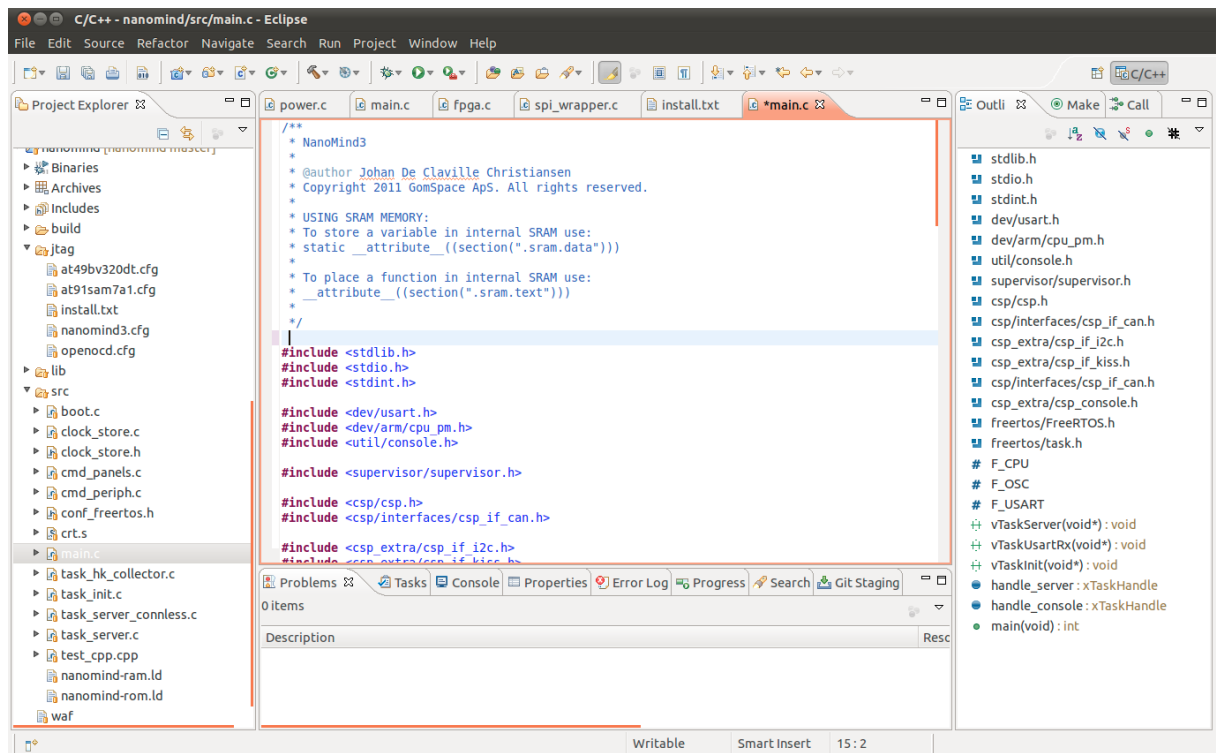 C/C++ - nanomind/src/main.c - Eclipse
File Edit Source Refactor Navigate Search Run Project Window Help
C/C++
Project Explorer
nanomind [nanomind master]
Binaries
Archives
Includes
build
jtag
at49bv320dt.cfg
at91sam7a1.cfg
install.txt
nanomind3.cfg
openocd.cfg
lib
src
boot.c
clock_store.c
clock_store.h
cmd_panels.c
cmd_periph.c
conf_freertos.h
crt.s
main.c
task_hk_collector.c
task_init.c
task_server_connless.c
task_server.c
test_cpp.cpp
nanomind-ram.ld
nanomind-rom.ld
waf
power.c main.c fpga.c spi_wrapper.c install.txt *main.c
/**
* NanoMind3
*
* @author Johan De Claville Christiansen
* Copyright 2011 GomSpace ApS. All rights reserved.
*
* USING SRAM MEMORY:
* To store a variable in internal SRAM use:
* static __attribute__((section(".sram.data")))
*
* To place a function in internal SRAM use:
* __attribute__((section(".sram.text")))
*
*/
#include <stdlib.h>
#include <stdio.h>
#include <stdint.h>
#include <dev/usart.h>
#include <dev/arm/cpu_pm.h>
#include <util/console.h>
#include <supervisor/supervisor.h>
#include <csp/csp.h>
#include <csp/interfaces/csp_if_can.h>
#include <csp_extra/csp_if_i2c.h>
#include <csp_extra/csp_if_kiss.h>
Problems Tasks Console Properties Error Log Progress Search Git Staging
0 items
Description Resc
Outli Make Call
stdlib.h
stdio.h
stdint.h
dev/usart.h
dev/arm/cpu_pm.h
util/console.h
supervisor/supervisor.h
csp/csp.h
csp/interfaces/csp_if_can.h
csp_extra/csp_if_i2c.h
csp_extra/csp_if_kiss.h
csp/interfaces/csp_if_can.h
csp_extra/csp_console.h
freertos/FreeRTOS.h
freertos/task.h
# F_CPU
# F_OSC
# F_USART
vTaskServer(void*) : void
vTaskUsartRx(void*) : void
vTaskInit(void*) : void
handle_server : xTaskHandle
handle_console : xTaskHandle
main(void) : int
Writable Smart Insert 15 : 2